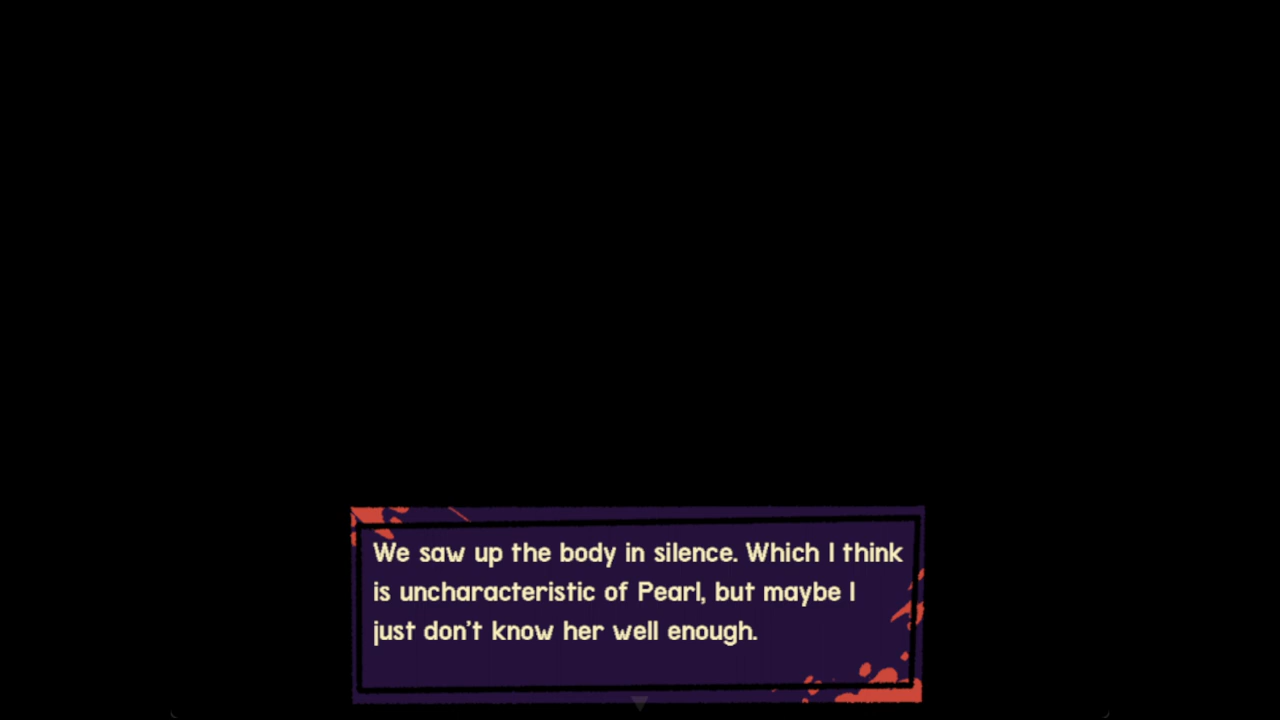 We saw up the body in silence. Which I think
is uncharacteristic of Pearl, but maybe I
just don't know her well enough.